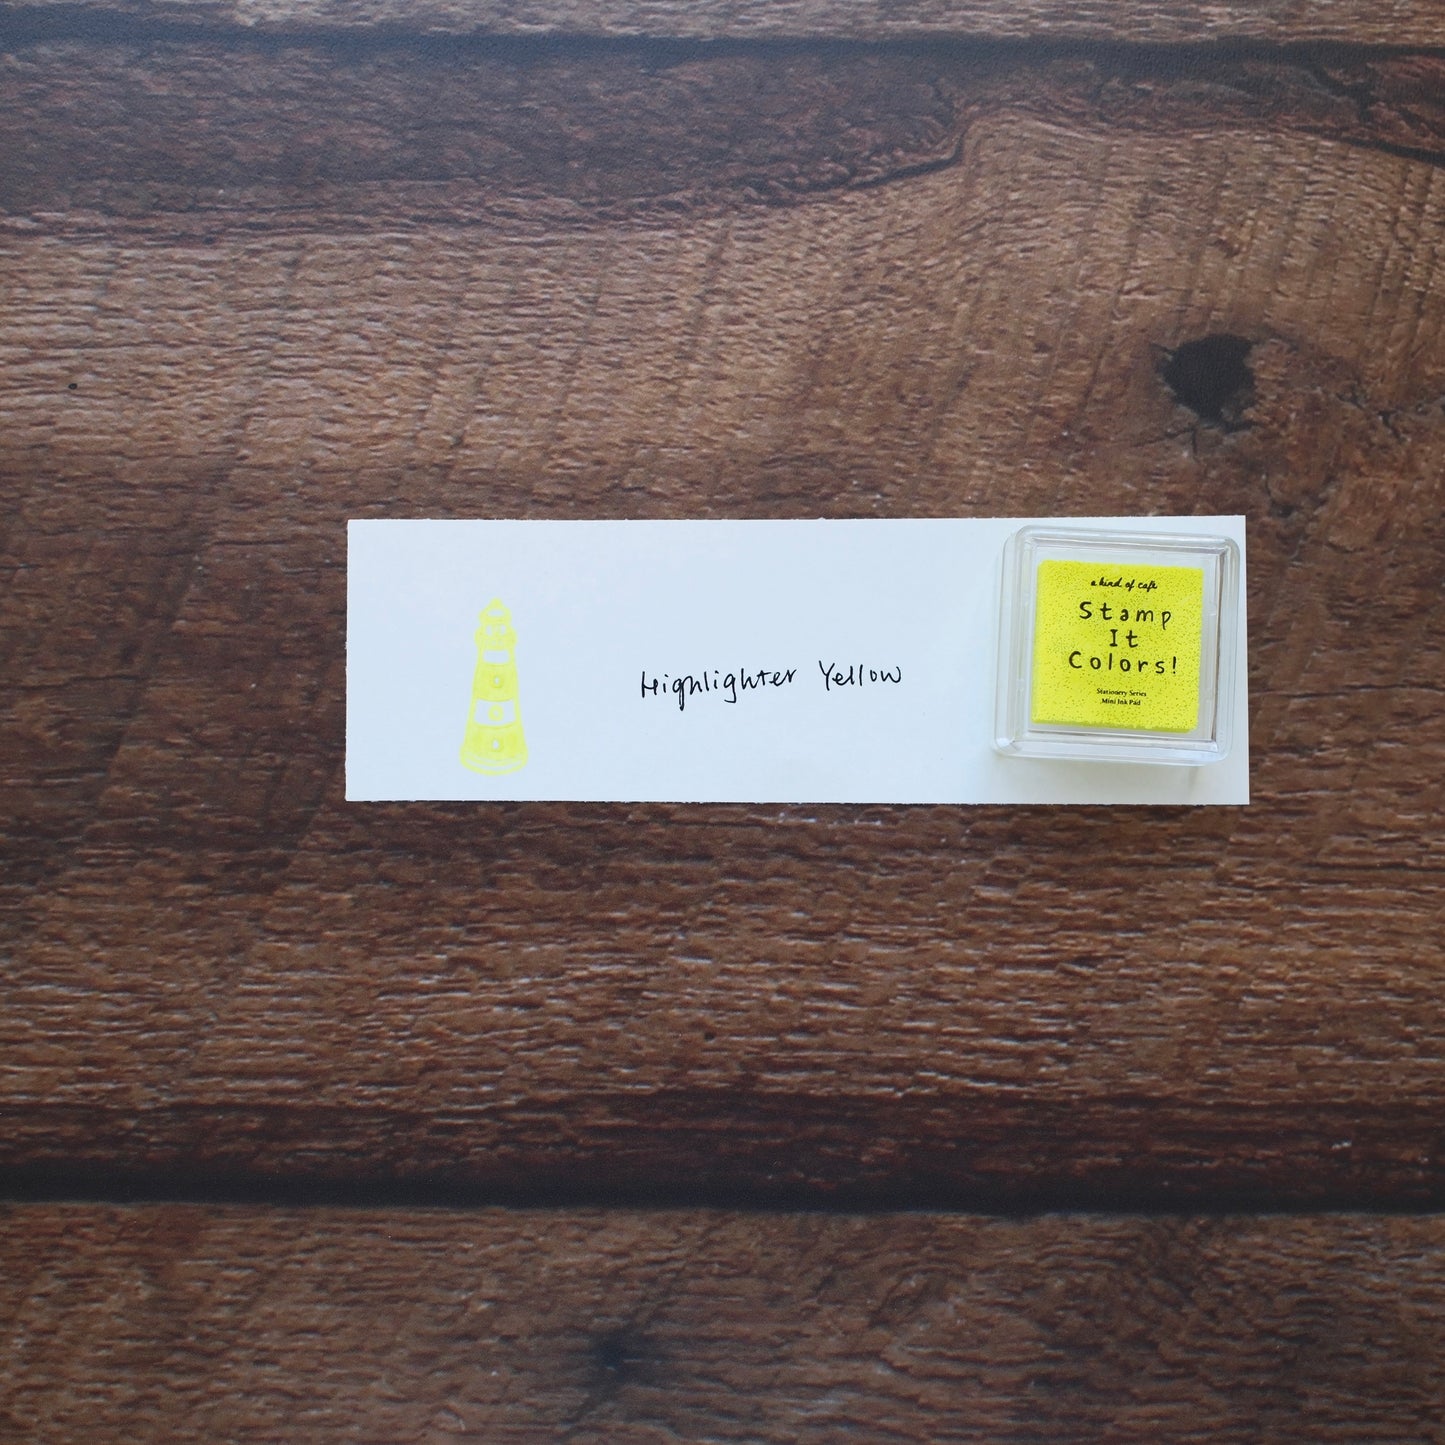 Highlighter Yellow
a kind of cafe
Stamp
It
Colors!
Stationery Series
Mini Ink Pad